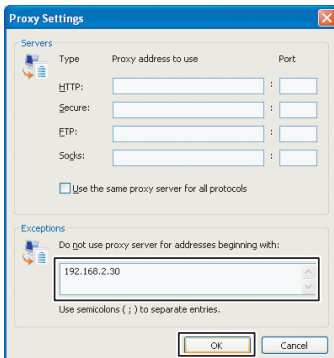 Proxy Settings
Servers
Type Proxy address to use Port
HTTP: :
Secure: :
FTP: :
Socks: :
Use the same proxy server for all protocols
Exceptions
Do not use proxy server for addresses beginning with:
192.168.2.30
Use semicolons ( ; ) to separate entries.
OK Cancel